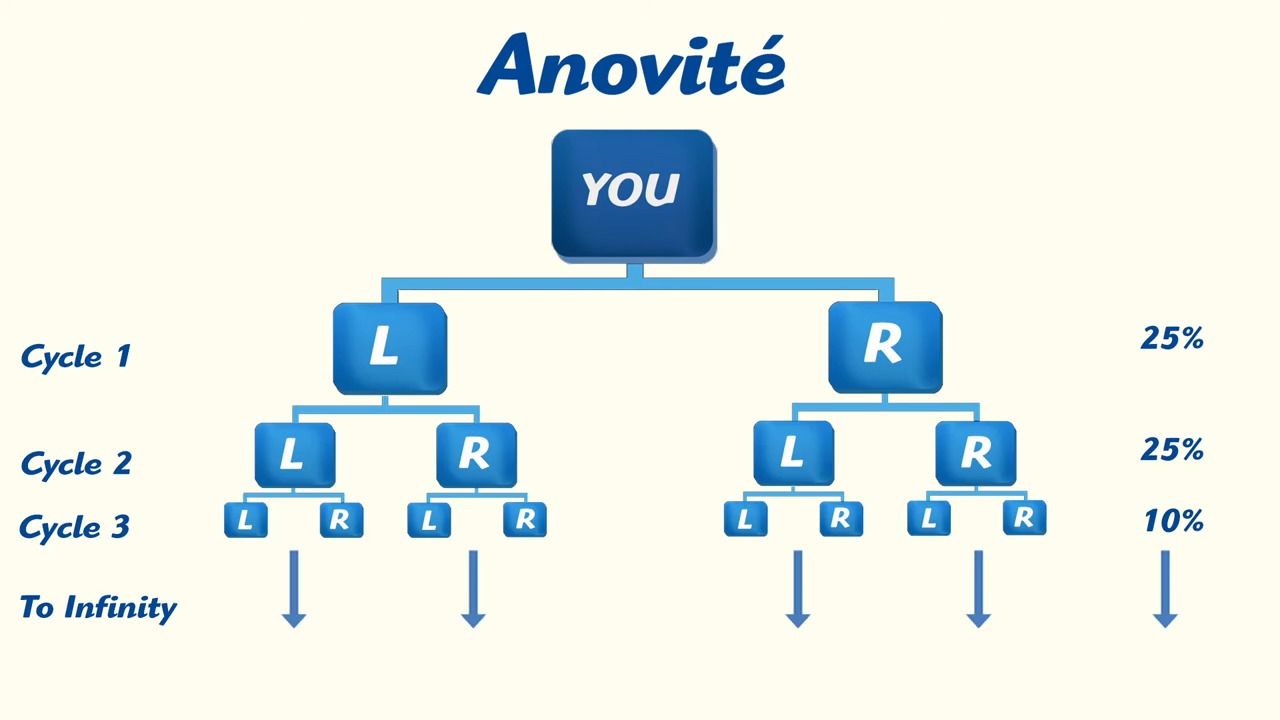 Anovité
YOU
Cycle 1 L R 25%
Cycle 2 L R L R 25%
Cycle 3 L R L R L R L R 10%
To Infinity